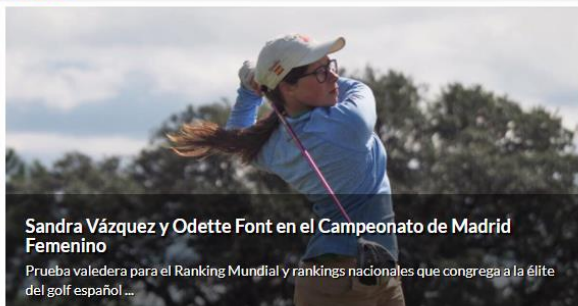 Sandra Vázquez y Odette Font en el Campeonato de Madrid
Femenino
Prueba valedera para el Ranking Mundial y rankings nacionales que congrega a la élite
del golf español ...